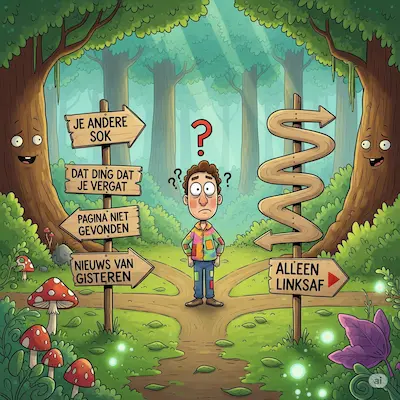 JE ANDERE
SOK
DAT DING DAT
JE VERGAT
PAGINA NIET
GEVONDEN
NIEUWS VAN
GISTEREN
?
? ? ?
ALLEEN
LINKSAF
ai